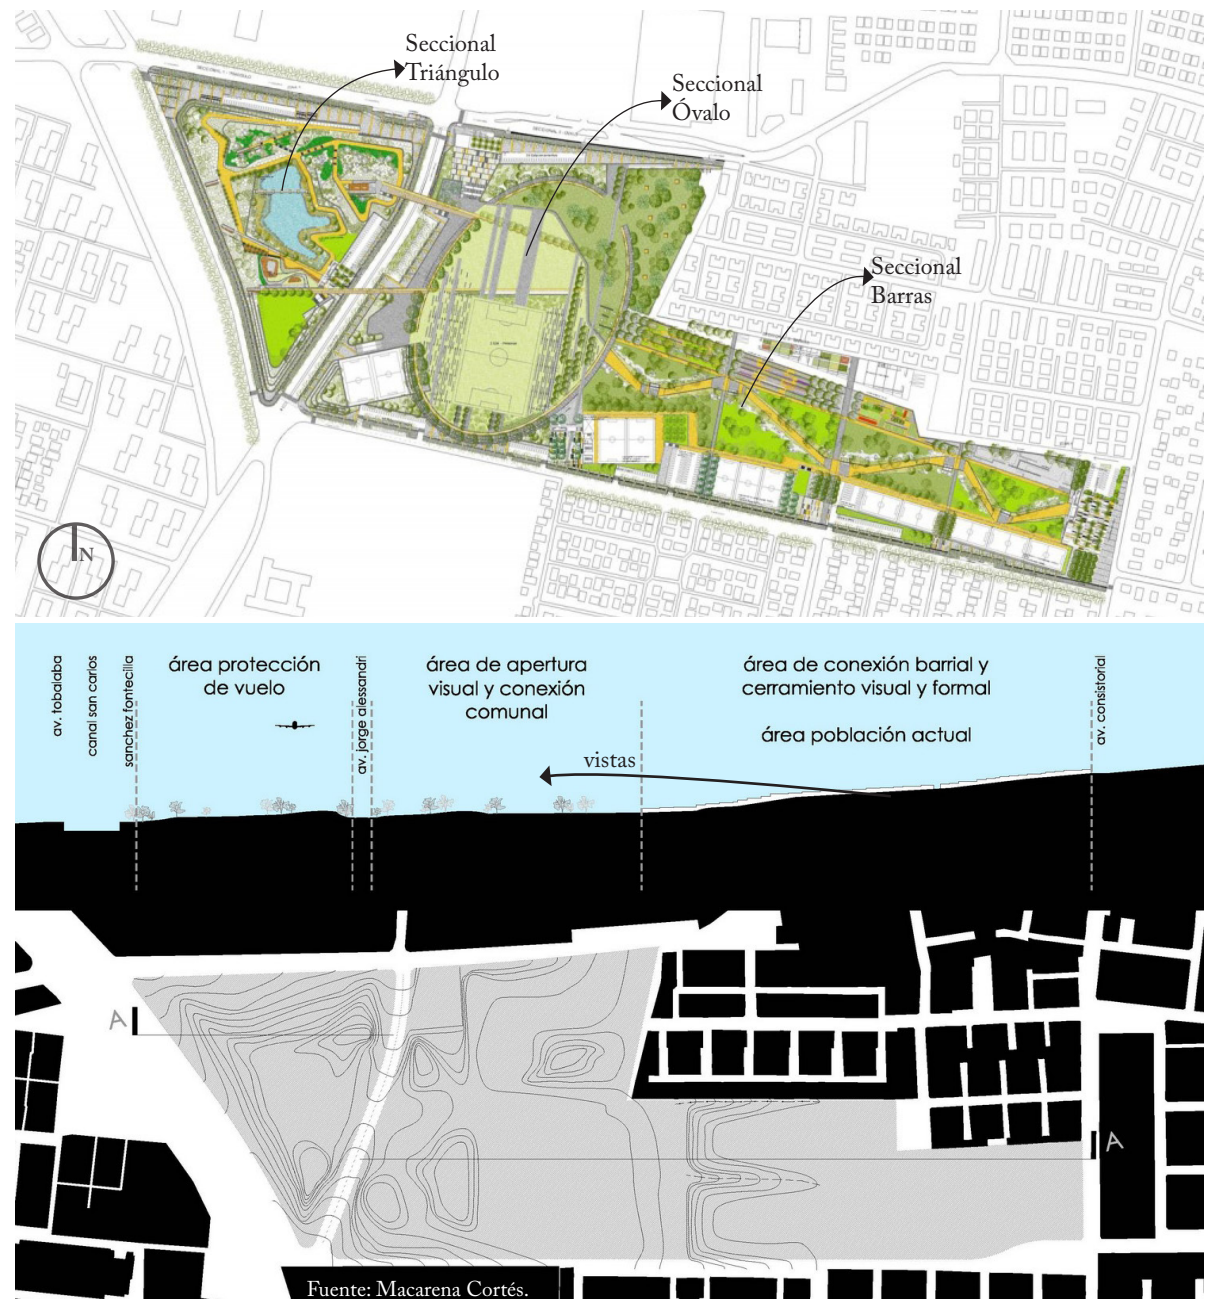 Seccional
Triángulo
Seccional
Óvalo
Seccional
Barras
N
av. tobalaba
canal san carlos
sanchez fontecilla
área protección
de vuelo
av. jorge alessandri
área de apertura
visual y conexión
comunal
área de conexión barrial y
cerramiento visual y formal
área población actual
av. consistorial
vistas
A
A
Fuente: Macarena Cortés.